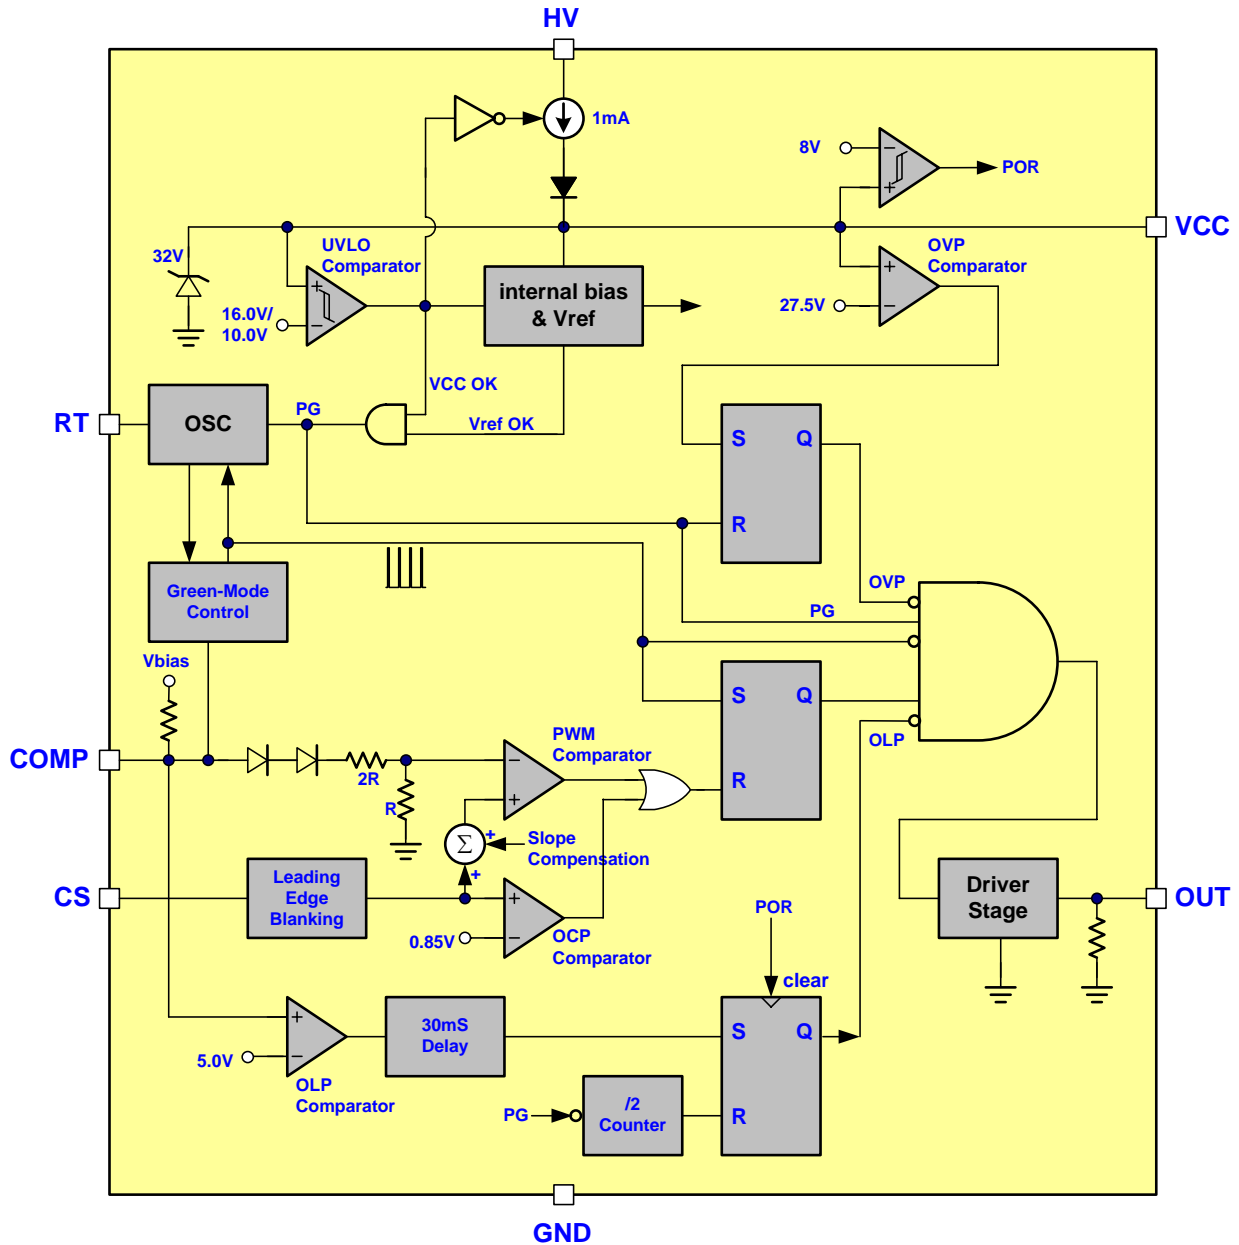 HV
1mA
8V
POR
VCC
UVLO
Comparator
OVP
Comparator
32V
internal bias
& Vref
16.0V/
10.0V
27.5V
VCC OK
RT
OSC
PG
Vref OK
S
Q
R
Green-Mode
Control
OVP
PG
Vbias
S
Q
OLP
COMP
PWM
Comparator
2R
R
R
+
Σ
Slope
Compensation
+
CS
Leading
Edge
Blanking
Driver
Stage
OUT
0.85V
OCP
Comparator
POR
clear
30mS
Delay
S
Q
5.0V
OLP
Comparator
PG
/2
Counter
R
GND